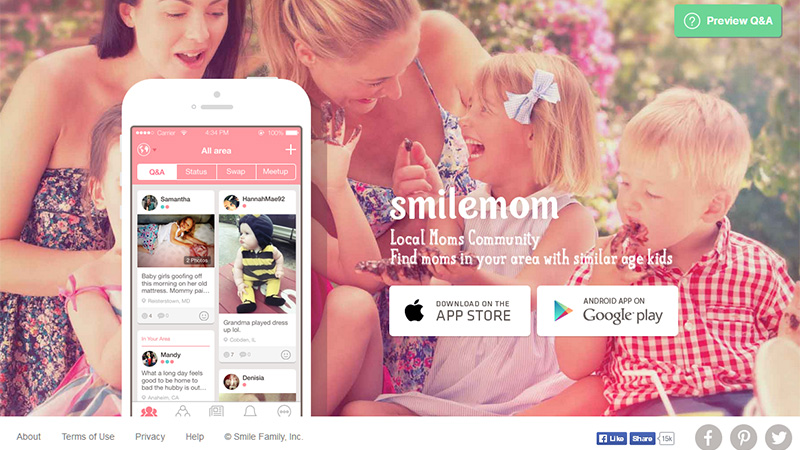 Preview Q&A
Carrier 4:34 PM 100%
All area
Q&A Status Swap Meetup
Samantha
2 Photos
Baby girls goofing off
this morning on her old
mattress. Mommy pal...
Reisterstown, MD
4 0
In Your Area
Mandy
What a long day feels
good to be home to
bad the hubby is out...
Anaheim, CA
HannahMae92
Grandma played dress
up lol.
Cobden, IL
7 0
Denisia
smilemom
Local Moms Community
Find moms in your area with similar age kids
DOWNLOAD ON THE
APP STORE
ANDROID APP ON
Google play
About Terms of Use Privacy Help © Smile Family, Inc.
Like Share 15k